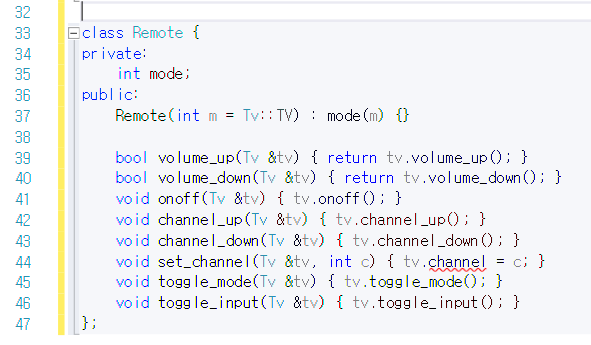 32
33 class Remote {
34 private:
35 int mode;
36 public:
37 Remote(int m = Tv::TV) : mode(m) {}
38
39 bool volume_up(Tv &tv) { return tv.volume_up(); }
40 bool volume_down(Tv &tv) { return tv.volume_down(); }
41 void onoff(Tv &tv) { tv.onoff(); }
42 void channel_up(Tv &tv) { tv.channel_up(); }
43 void channel_down(Tv &tv) { tv.channel_down(); }
44 void set_channel(Tv &tv, int c) { tv.channel = c; }
45 void toggle_mode(Tv &tv) { tv.toggle_mode(); }
46 void toggle_input(Tv &tv) { tv.toggle_input(); }
47 };